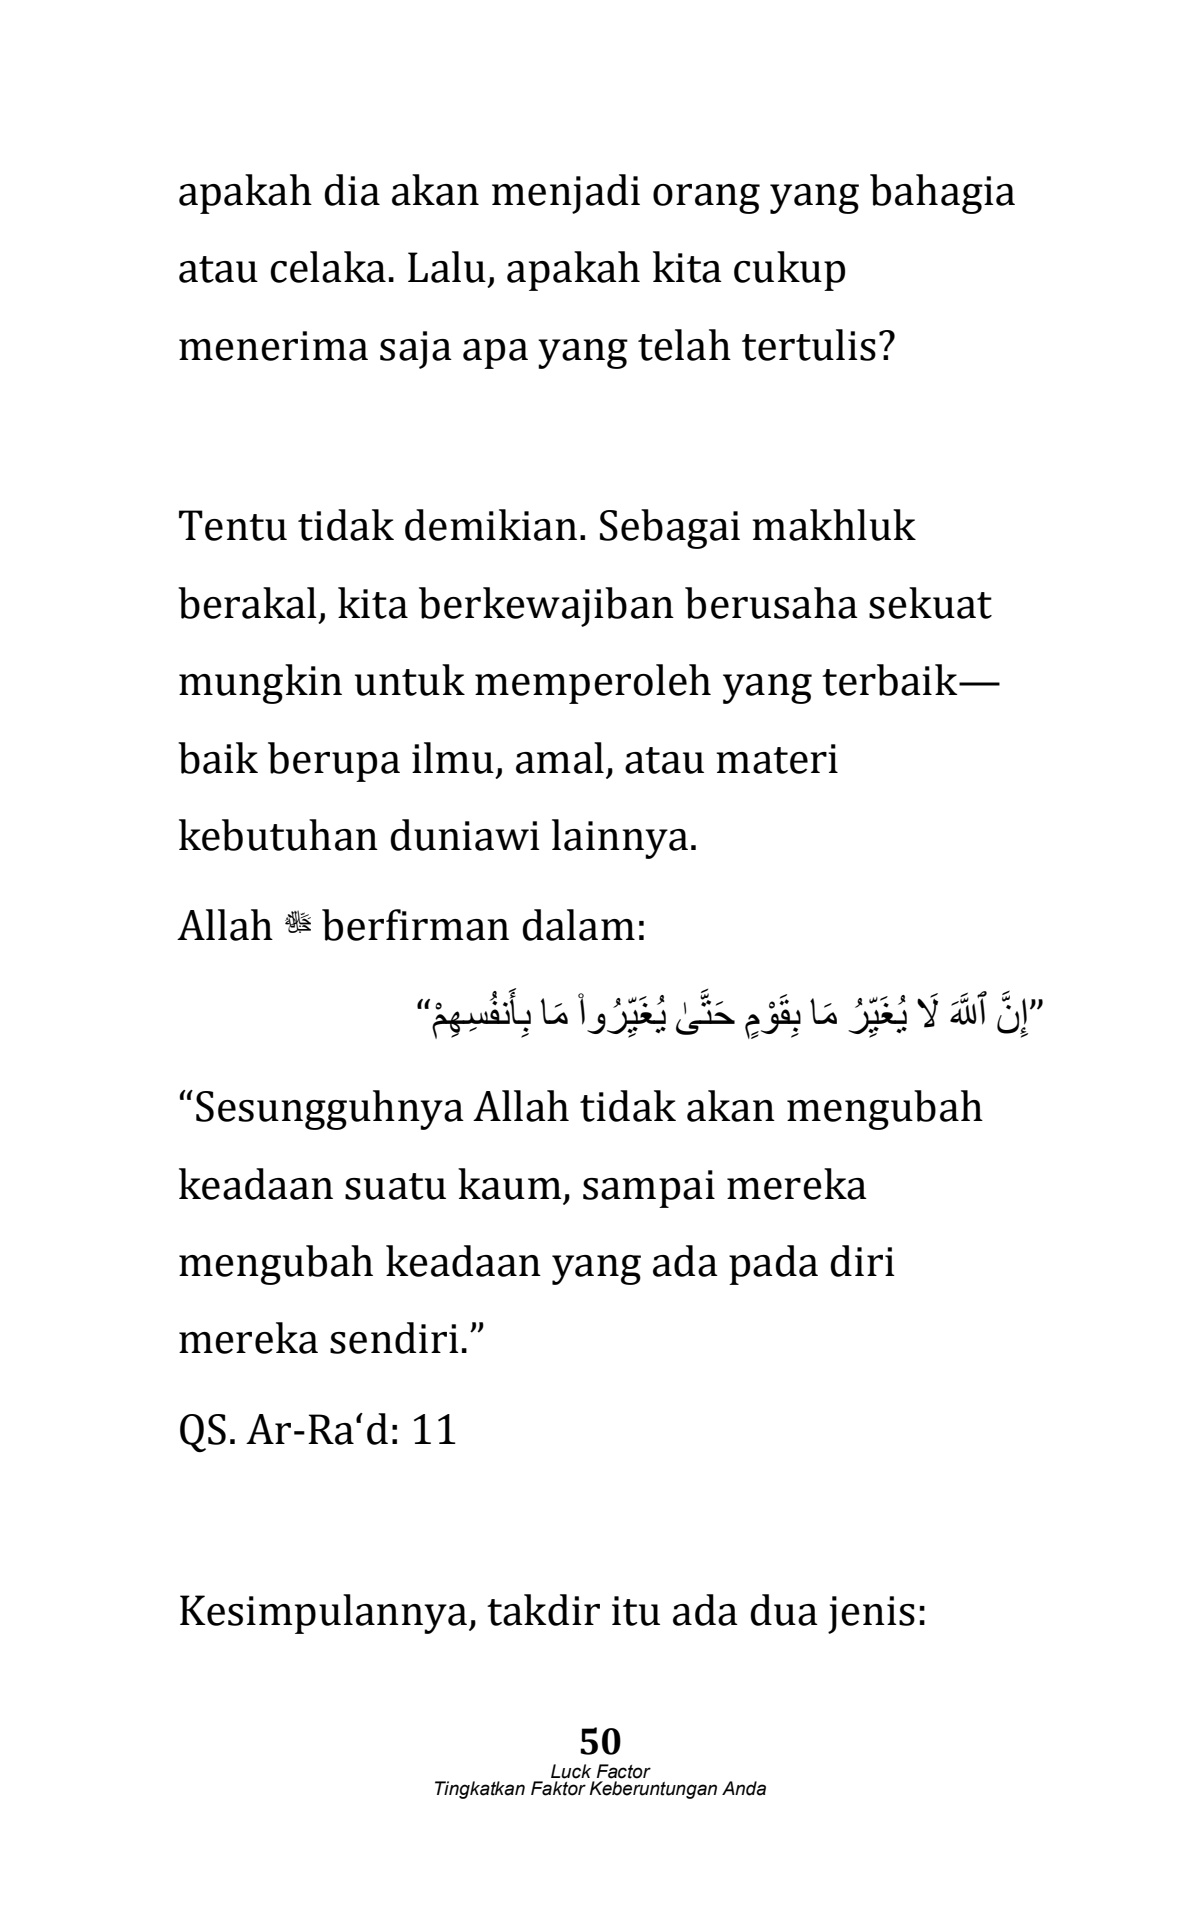 apakah dia akan menjadi orang yang bahagia
atau celaka. Lalu, apakah kita cukup
menerima saja apa yang telah tertulis?
Tentu tidak demikian. Sebagai makhluk
berakal, kita berkewajiban berusaha sekuat
mungkin untuk memperoleh yang terbaik—
baik berupa ilmu, amal, atau materi
kebutuhan duniawi lainnya.
Allah ﷻ berfirman dalam:
”إِنَّ ٱللَّهَ لَا يُغَيِّرُ مَا بِقَوْمٍ حَتَّىٰ يُغَيِّرُوا۟ مَا بِأَنفُسِهِمْ“
“Sesungguhnya Allah tidak akan mengubah
keadaan suatu kaum, sampai mereka
mengubah keadaan yang ada pada diri
mereka sendiri.”
QS. Ar-Ra‘d: 11
Kesimpulannya, takdir itu ada dua jenis:
50
Luck Factor
Tingkatkan Faktor Keberuntungan Anda